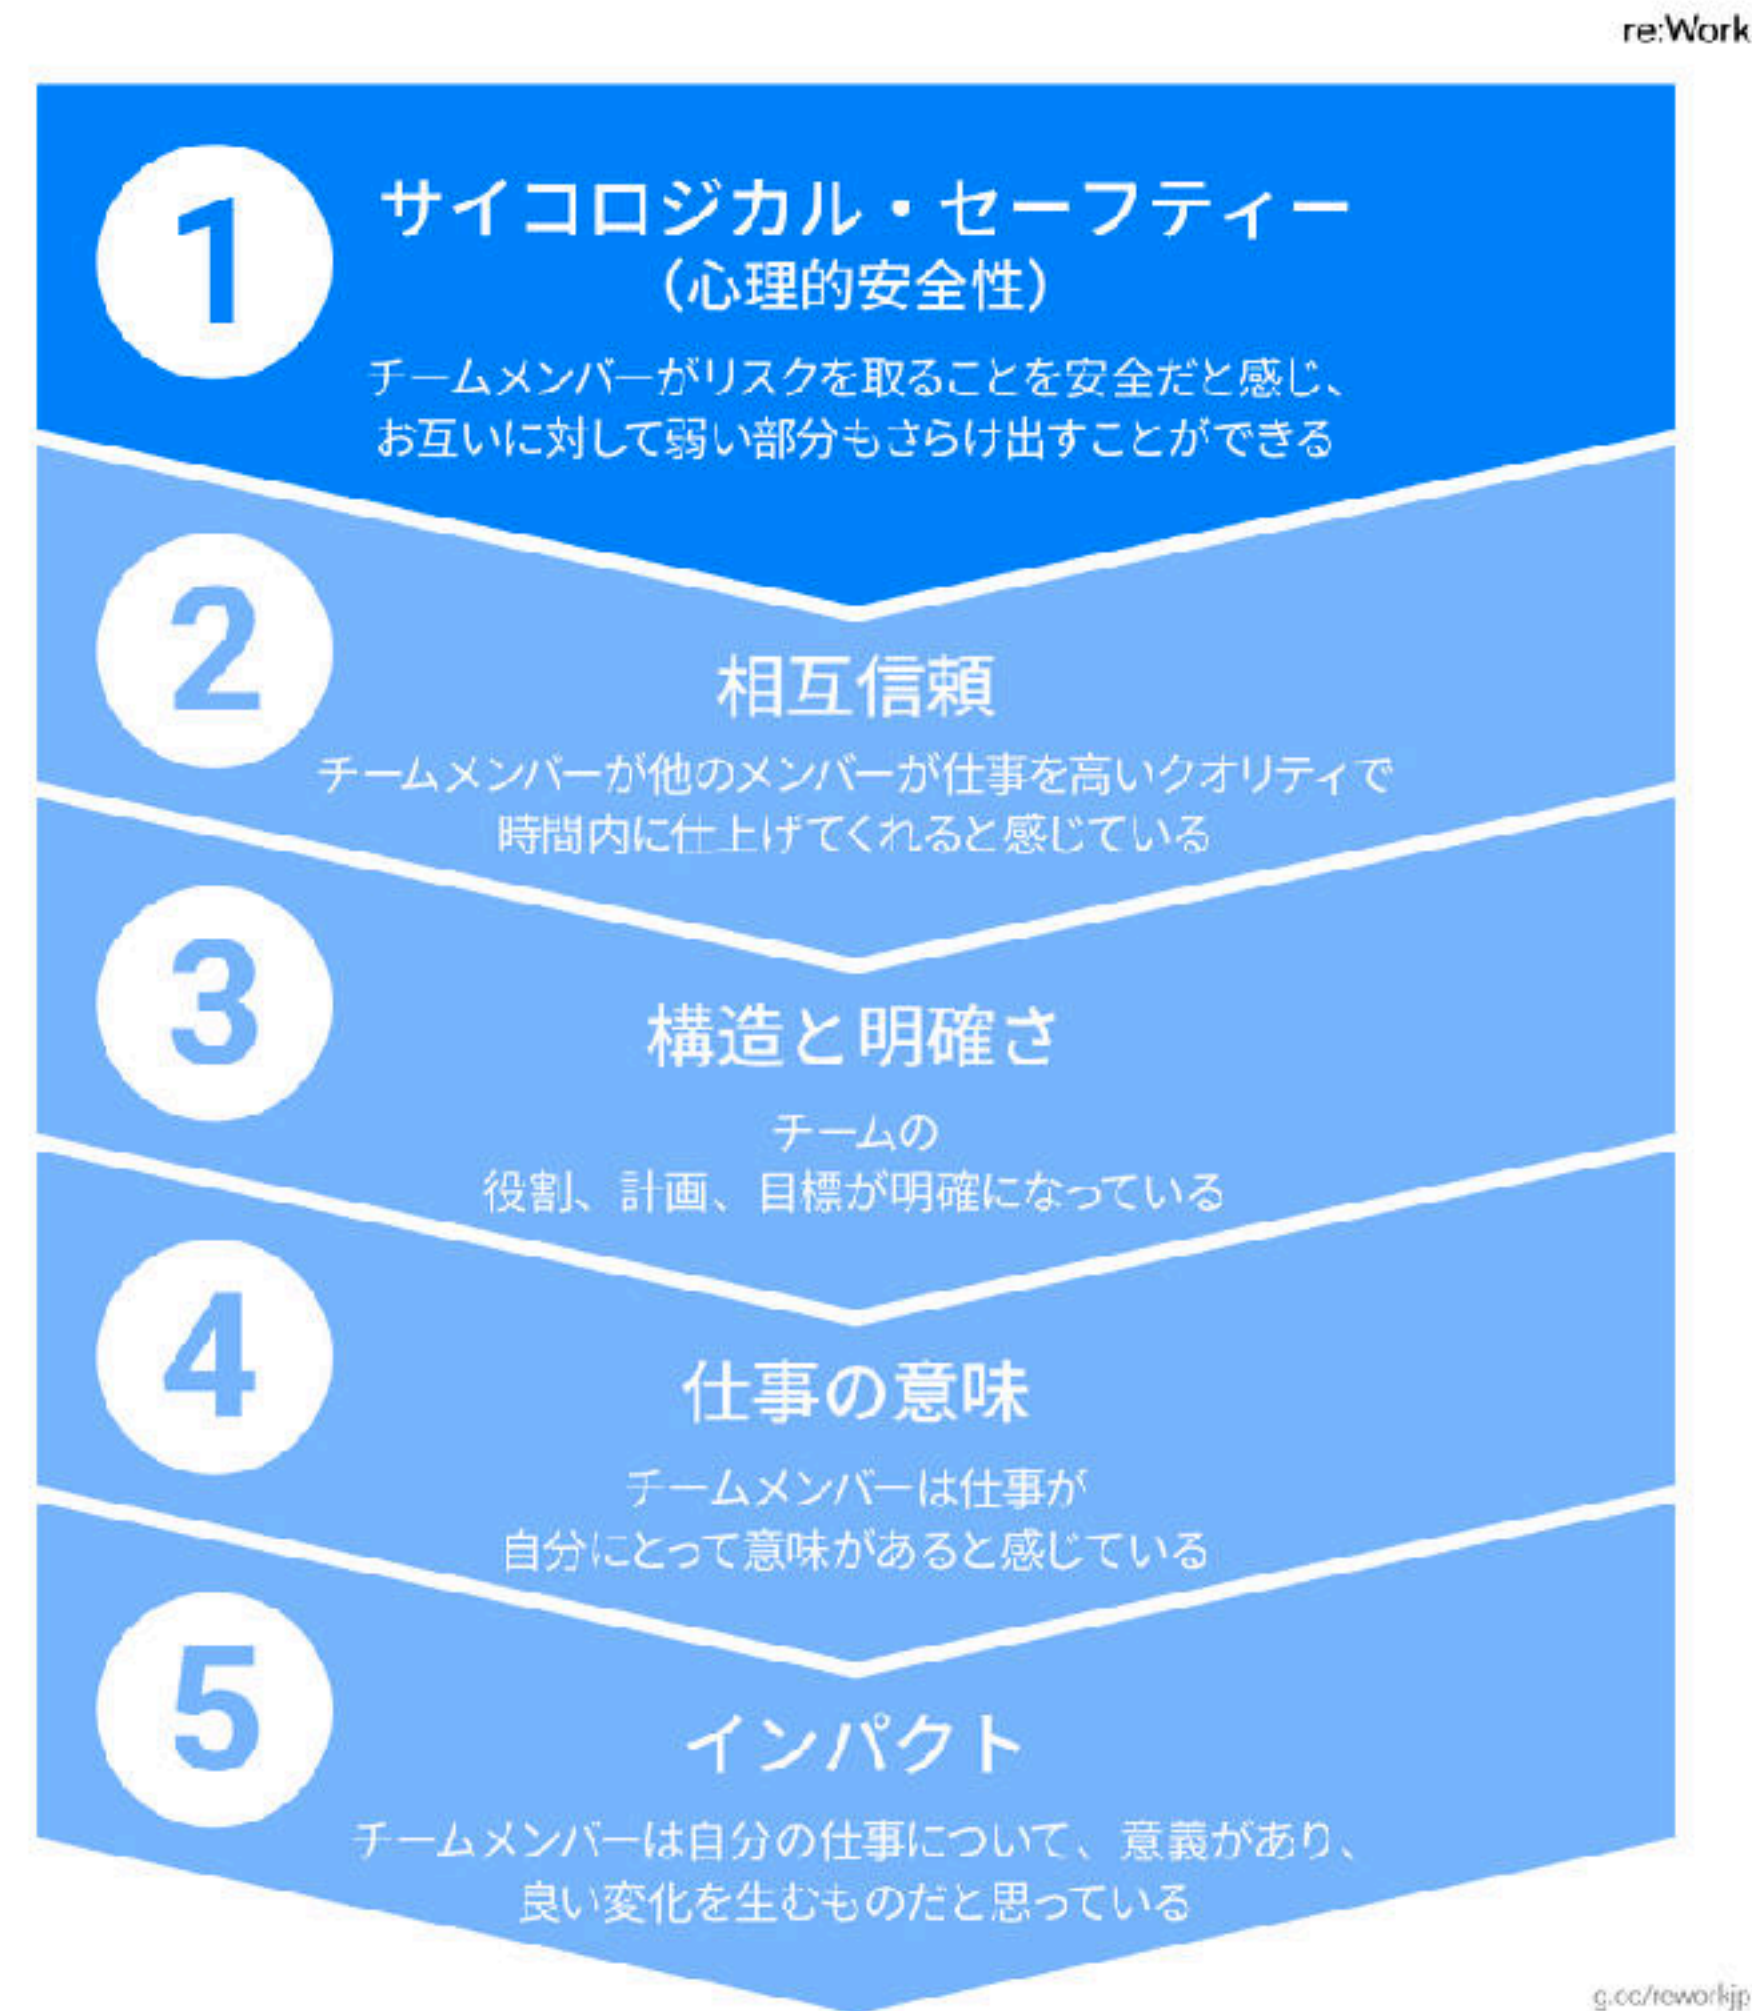 re:Work
1
サイコロジカル・セーフティー
（心理的安全性）
チームメンバーがリスクを取ることを安全だと感じ、
お互いに対して弱い部分もさらけ出すことができる
2
相互信頼
チームメンバーが他のメンバーが仕事を高いクオリティで
時間内に仕上げてくれると感じている
3
構造と明確さ
チームの
役割、計画、目標が明確になっている
4
仕事の意味
チームメンバーは仕事が
自分にとって意味があると感じている
5
インパクト
チームメンバーは自分の仕事について、意義があり、
良い変化を生むものだと思っている
g.co/reworkjp